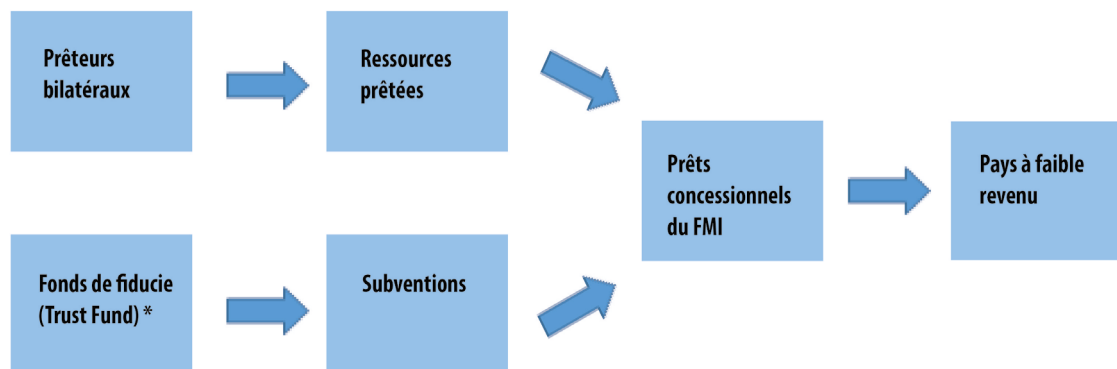 Prêteurs
bilatéraux
Ressources
prêtées
Prêts
concessionnels
du FMI
Pays à faible
revenu
Fonds de fiducie
(Trust Fund) *
Subventions